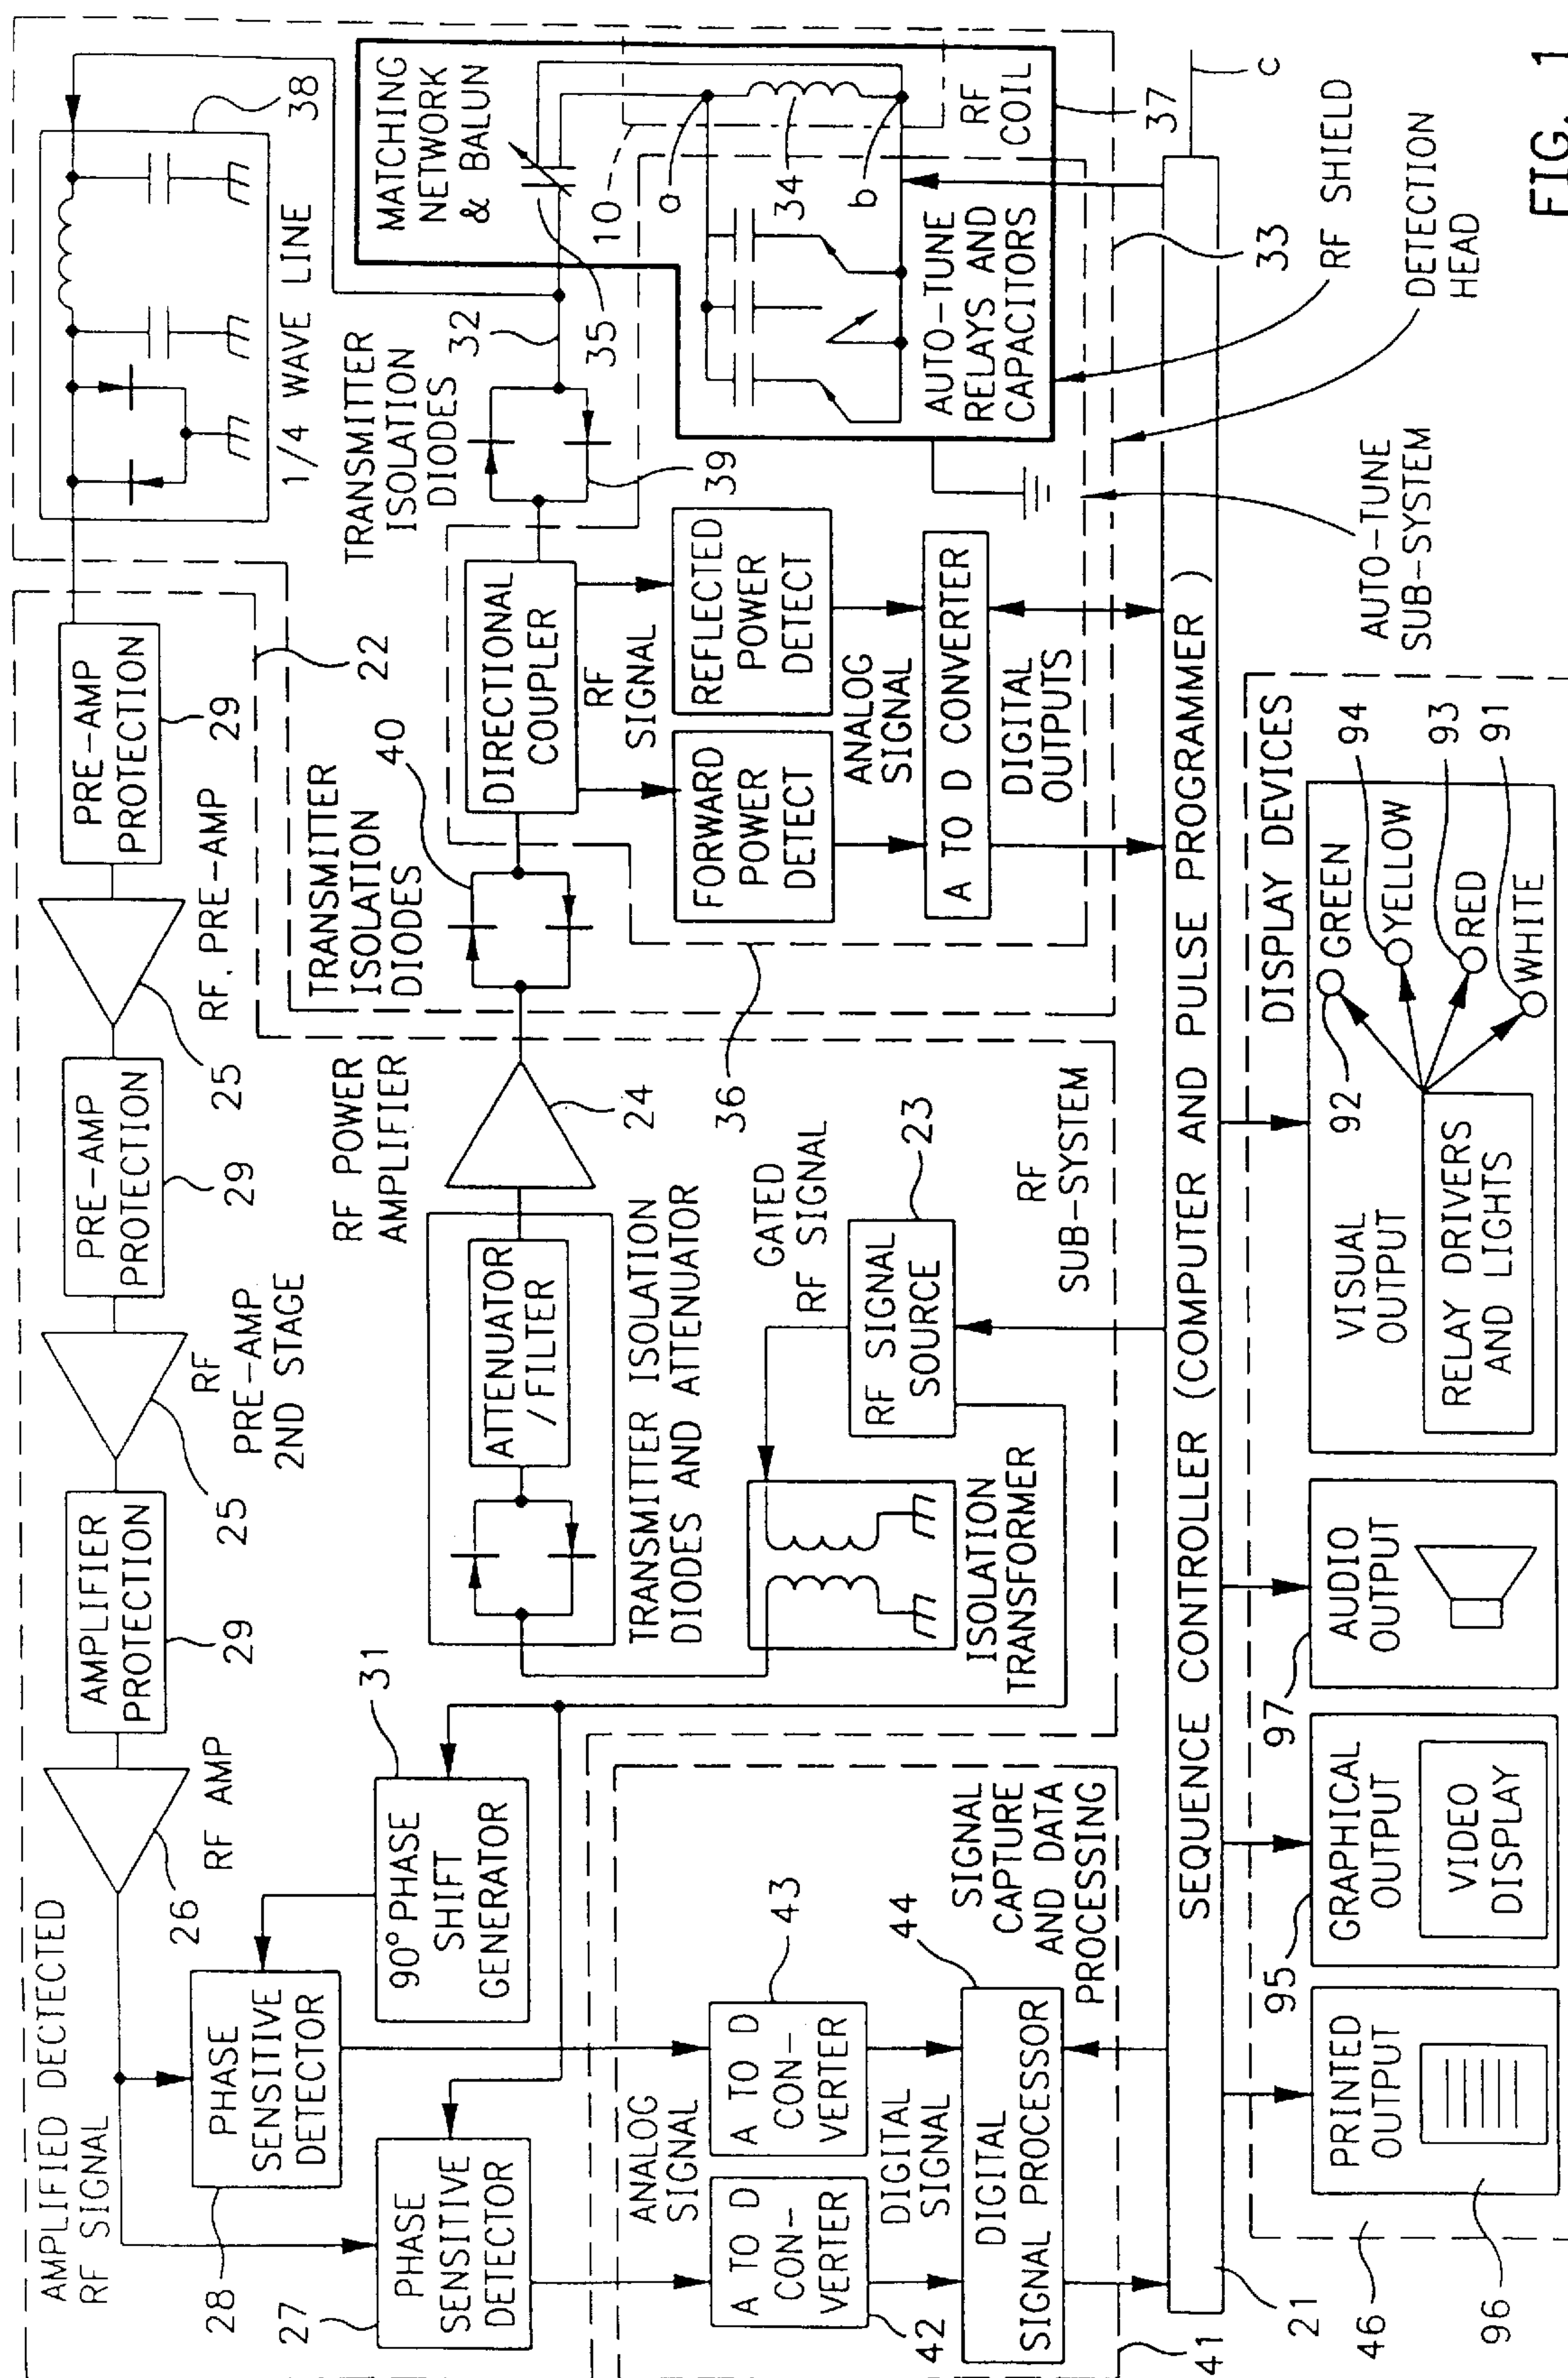 AMPLIFIED DECTECTED
RF SIGNAL
26
RF AMP
AMPLIFIER
PROTECTION
29
25
RF
PRE-AMP
2ND STAGE
PRE-AMP
PROTECTION
29
25
RF. PRE-AMP
PRE-AMP
PROTECTION
29
22
38
1/4 WAVE LINE
28
PHASE
SENSITIVE
DETECTOR
27
PHASE
SENSITIVE
DETECTOR
31
90° PHASE
SHIFT
GENERATOR
ATTENUATOR
/FILTER
TRANSMITTER ISOLATION
DIODES AND ATTENUATOR
RF POWER
AMPLIFIER
24
TRANSMITTER
ISOLATION
DIODES
40
DIRECTIONAL
COUPLER
TRANSMITTER
ISOLATION
DIODES
39
32
35
MATCHING
NETWORK
& BALUN
10
a
34
b
RF
COIL
37
AUTO-TUNE
RELAYS AND
CAPACITORS
RF
SIGNAL
FORWARD
POWER
DETECT
REFLECTED
POWER
DETECT
ANALOG
SIGNAL
A TO D CONVERTER
DIGITAL
OUTPUTS
36
GATED
RF SIGNAL
RF SIGNAL
SOURCE
23
ISOLATION
TRANSFORMER
RF
SUB-SYSTEM
ANALOG
SIGNAL
A TO D
CON-
VERTER
42
A TO D
CON-
VERTER
43
DIGITAL
SIGNAL
DIGITAL
SIGNAL PROCESSOR
44
SIGNAL
CAPTURE
AND DATA
PROCESSING
41
SEQUENCE CONTROLLER (COMPUTER AND PULSE PROGRAMMER)
21
c
33
RF SHIELD
DETECTION
HEAD
AUTO-TUNE
SUB-SYSTEM
DISPLAY DEVICES
46
PRINTED
OUTPUT
96
95
GRAPHICAL
OUTPUT
VIDEO
DISPLAY
97
AUDIO
OUTPUT
VISUAL
OUTPUT
RELAY DRIVERS
AND LIGHTS
92
GREEN
YELLOW
94
RED
93
WHITE
91
FIG. 1